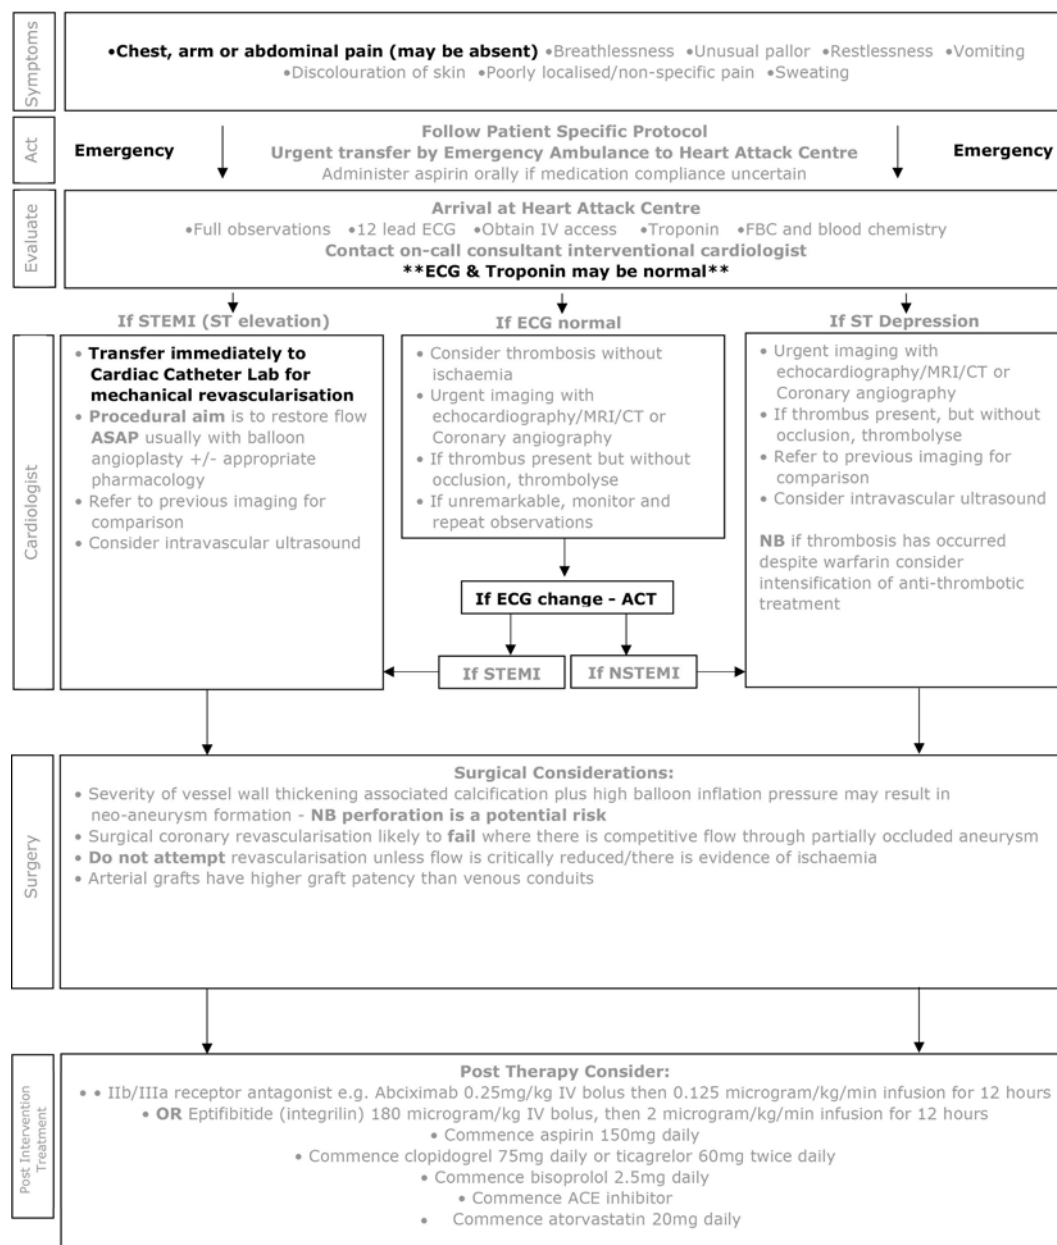 Symptoms
•Chest, arm or abdominal pain (may be absent) •Breathlessness •Unusual pallor •Restlessness •Vomiting
•Discolouration of skin •Poorly localised/non-specific pain •Sweating
Act
Emergency
Follow Patient Specific Protocol
Urgent transfer by Emergency Ambulance to Heart Attack Centre
Administer aspirin orally if medication compliance uncertain
Emergency
Evaluate
Arrival at Heart Attack Centre
•Full observations •12 lead ECG •Obtain IV access •Troponin •FBC and blood chemistry
Contact on-call consultant interventional cardiologist
**ECG & Troponin may be normal**
Cardiologist
If STEMI (ST elevation)
• Transfer immediately to
Cardiac Catheter Lab for
mechanical revascularisation
• Procedural aim is to restore flow
ASAP usually with balloon
angioplasty +/- appropriate
pharmacology
• Refer to previous imaging for
comparison
• Consider intravascular ultrasound
If ECG normal
• Consider thrombosis without
ischaemia
• Urgent imaging with
echocardiography/MRI/CT or
Coronary angiography
• If thrombus present but without
occlusion, thrombolyse
• If unremarkable, monitor and
repeat observations
If ECG change - ACT
If STEMI
If NSTEMI
If ST Depression
• Urgent imaging with
echocardiography/MRI/CT or
Coronary angiography
• If thrombus present, but without
occlusion, thrombolyse
• Refer to previous imaging for
comparison
• Consider intravascular ultrasound
NB if thrombosis has occurred
despite warfarin consider
intensification of anti-thrombotic
treatment
Surgery
Surgical Considerations:
• Severity of vessel wall thickening associated calcification plus high balloon inflation pressure may result in
neo-aneurysm formation - NB perforation is a potential risk
• Surgical coronary revascularisation likely to fail where there is competitive flow through partially occluded aneurysm
• Do not attempt revascularisation unless flow is critically reduced/there is evidence of ischaemia
• Arterial grafts have higher graft patency than venous conduits
Post Intervention
Treatment
Post Therapy Consider:
• • IIb/IIIa receptor antagonist e.g. Abciximab 0.25mg/kg IV bolus then 0.125 microgram/kg/min infusion for 12 hours
• OR Eptifibitide (integrilin) 180 microgram/kg IV bolus, then 2 microgram/kg/min infusion for 12 hours
• Commence aspirin 150mg daily
• Commence clopidogrel 75mg daily or ticagrelor 60mg twice daily
• Commence bisoprolol 2.5mg daily
• Commence ACE inhibitor
• Commence atorvastatin 20mg daily